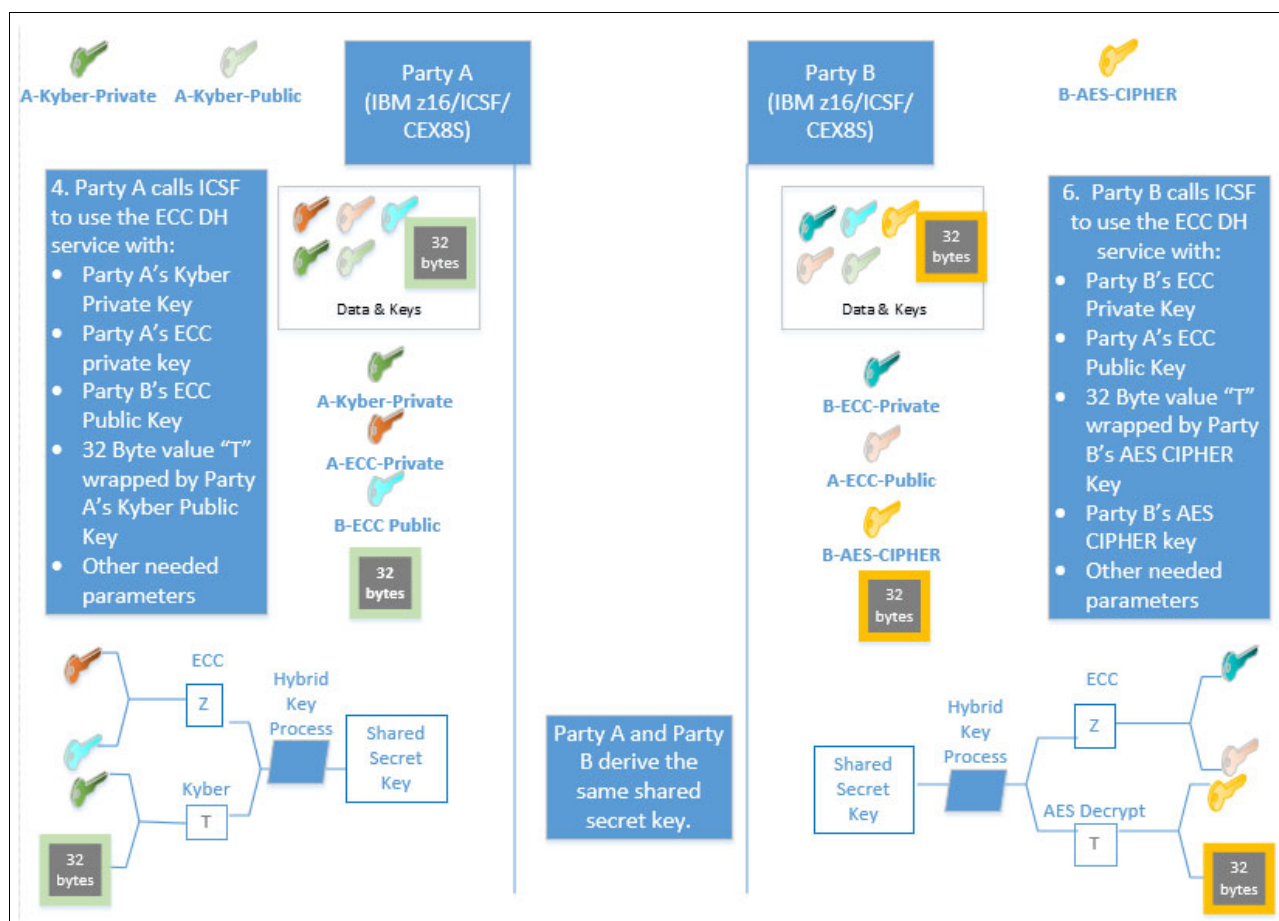 A-Kyber-Private
A-Kyber-Public
Party A
(IBM z16/ICSF/
CEX8S)
Party B
(IBM z16/ICSF/
CEX8S)
B-AES-CIPHER
4. Party A calls ICSF
to use the ECC DH
service with:
• Party A's Kyber
Private Key
• Party A's ECC
private key
• Party B's ECC
Public Key
• 32 Byte value “T”
wrapped by Party
A's Kyber Public
Key
• Other needed
parameters
32
bytes
Data & Keys
A-Kyber-Private
A-ECC-Private
B-ECC Public
32
bytes
32
bytes
Data & Keys
B-ECC-Private
A-ECC-Public
B-AES-CIPHER
32
bytes
6. Party B calls ICSF
to use the ECC DH
service with:
• Party B's ECC
Private Key
• Party A's ECC
Public Key
• 32 Byte value “T”
wrapped by Party
B's AES CIPHER
Key
• Party B's AES
CIPHER key
• Other needed
parameters
ECC
Z
Hybrid
Key
Process
Shared
Secret
Key
Kyber
T
32
bytes
Party A and Party
B derive the
same shared
secret key.
Shared
Secret
Key
Hybrid
Key
Process
ECC
Z
AES Decrypt
T
32
bytes